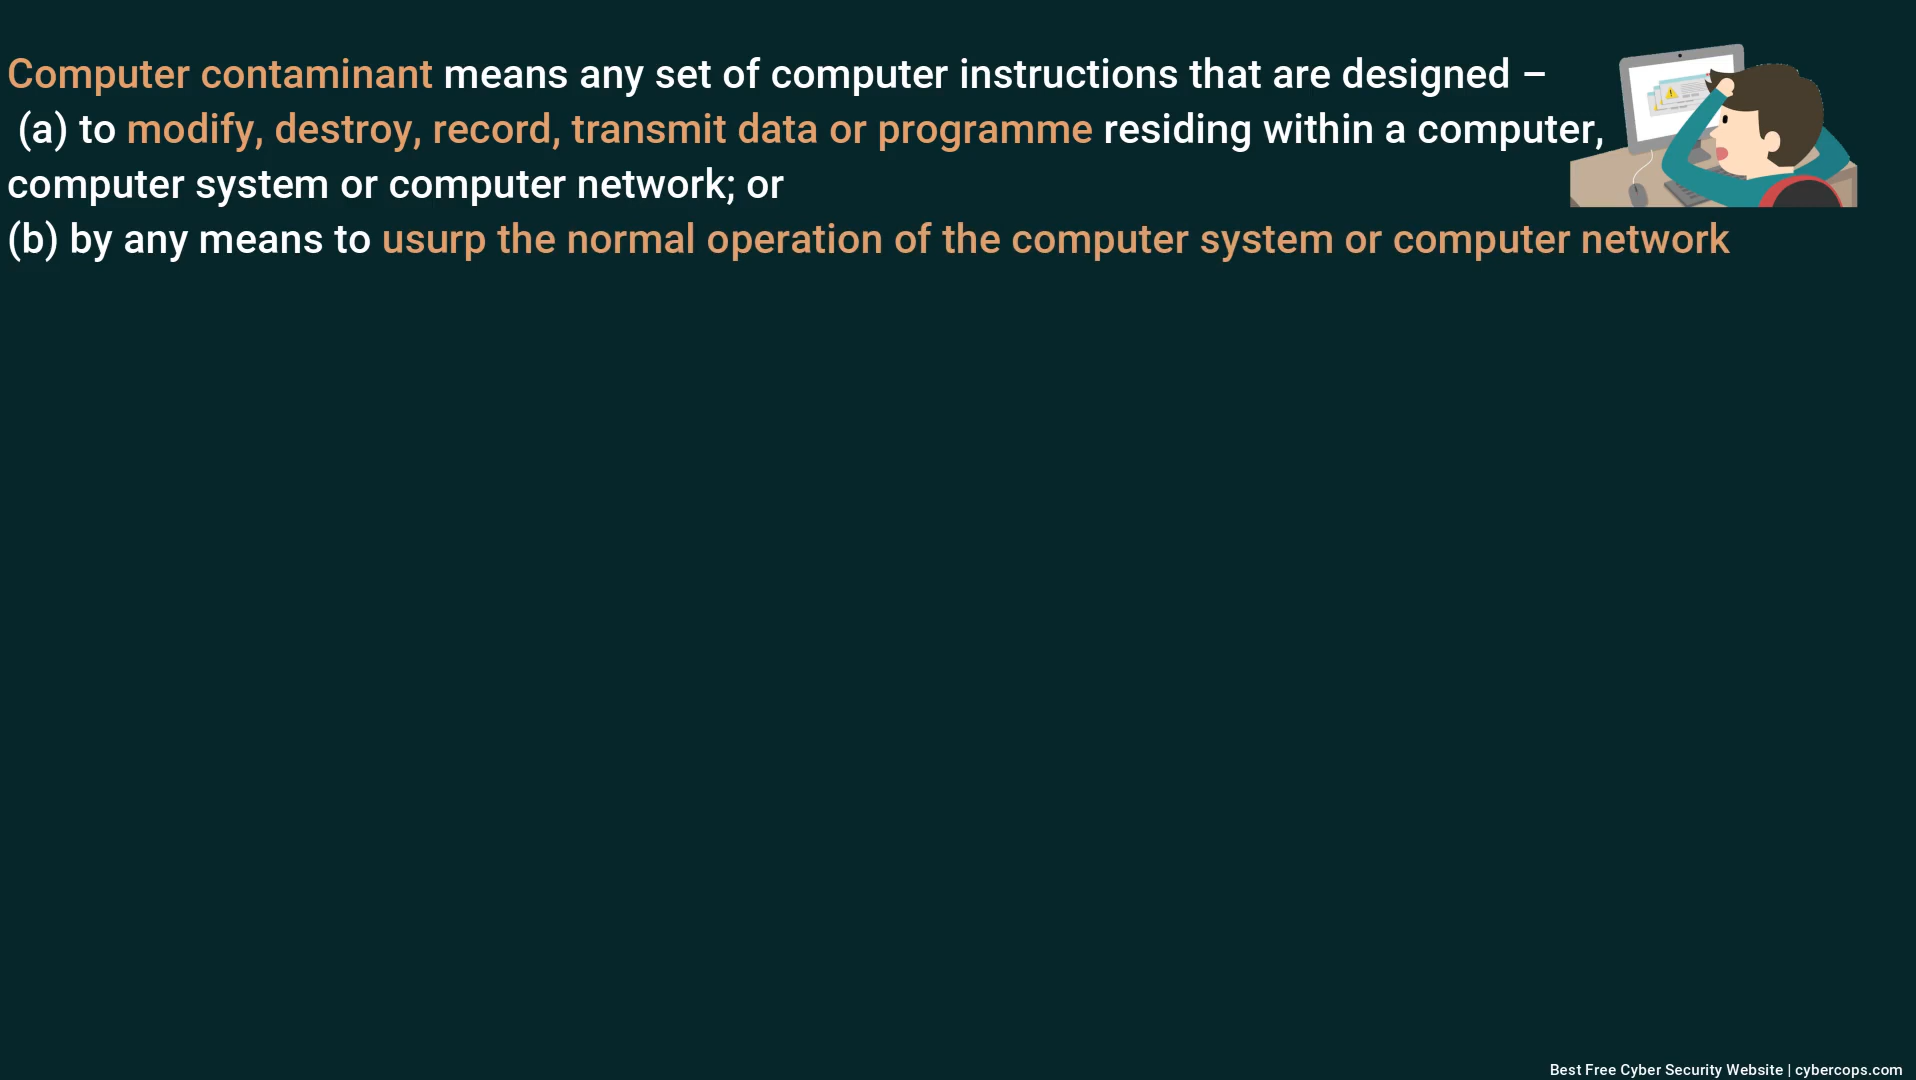 Computer contaminant means any set of computer instructions that are designed –
(a) to modify, destroy, record, transmit data or programme residing within a computer,
computer system or computer network; or
(b) by any means to usurp the normal operation of the computer system or computer network
Best Free Cyber Security Website | cybercops.com